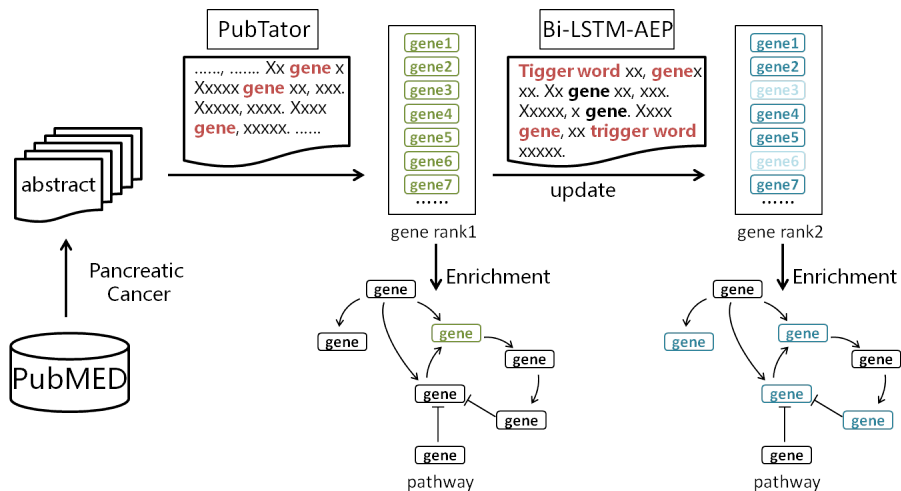 PubTator
......, ....... Xx gene x
Xxxxx gene xx, xxx.
Xxxxx, xxxx. Xxxx
gene, xxxxx. ......
abstract
Pancreatic
Cancer
PubMED
gene1
gene2
gene3
gene4
gene5
gene6
gene7
......
gene rank1
Enrichment
gene
gene
gene
gene
gene
gene
gene
pathway
Bi-LSTM-AEP
Tigger word xx, genex
xx. Xx gene xx, xxx.
Xxxxx, x gene. Xxxx
gene, xx trigger word
xxxxx.
update
gene1
gene2
gene3
gene4
gene5
gene6
gene7
......
gene rank2
Enrichment
gene
gene
gene
gene
gene
gene
gene
pathway